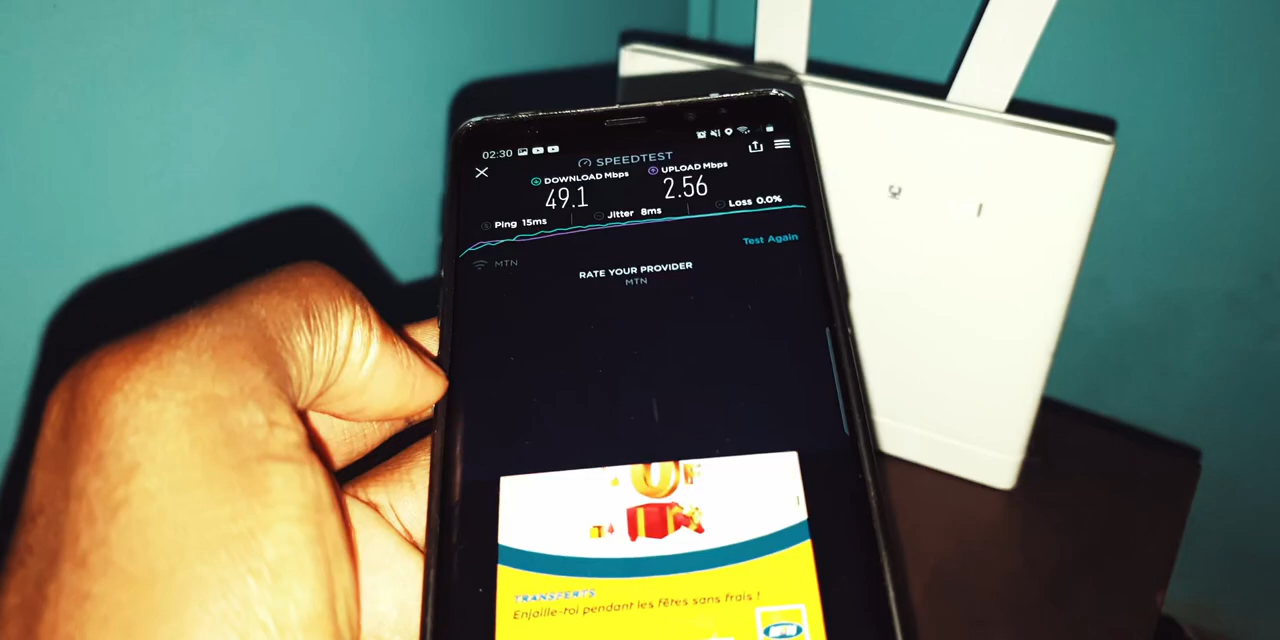 02:30
SPEEDTEST
DOWNLOAD Mbps UPLOAD Mbps
49.1 2.56
Ping 15ms Jitter 8ms Loss 0.0%
Test Again
MTN
RATE YOUR PROVIDER
MTN
TRANSFERTS
Enjaille-toi pendant les fêtes sans frais !